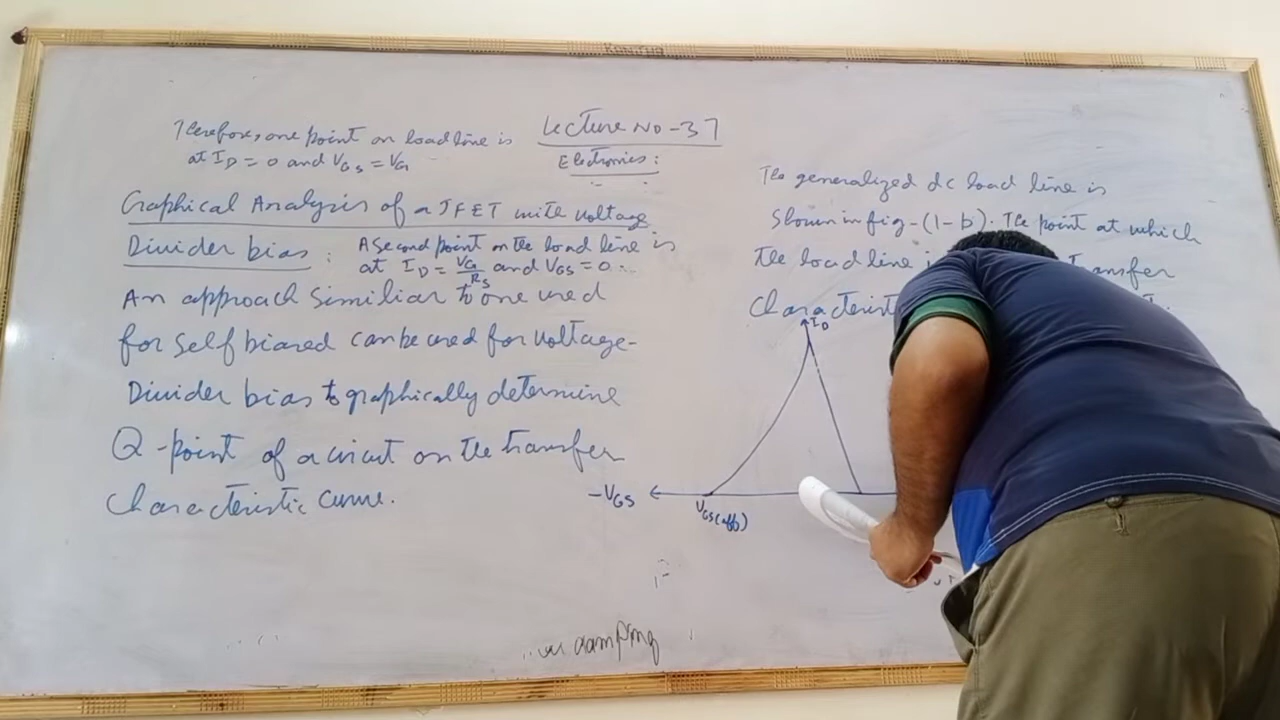 Therefore, one point on load line is
at ID = 0 and VGS = VG
Lecture No - 37
Electronics:
Graphical Analysis of a JFET with voltage
Divider bias:
A second point on the load line is
at ID = VG/RS and VGS = 0.
An approach similiar to one used
for self biased can be used for voltage-
Divider bias to graphically determine
Q-point of a circuit on the transfer
characteristic curve.
The generalized dc load line is
Shown in fig-(1-b). The point at which
the load line
Characterist
ID
-VGS
VGS(off)
damping